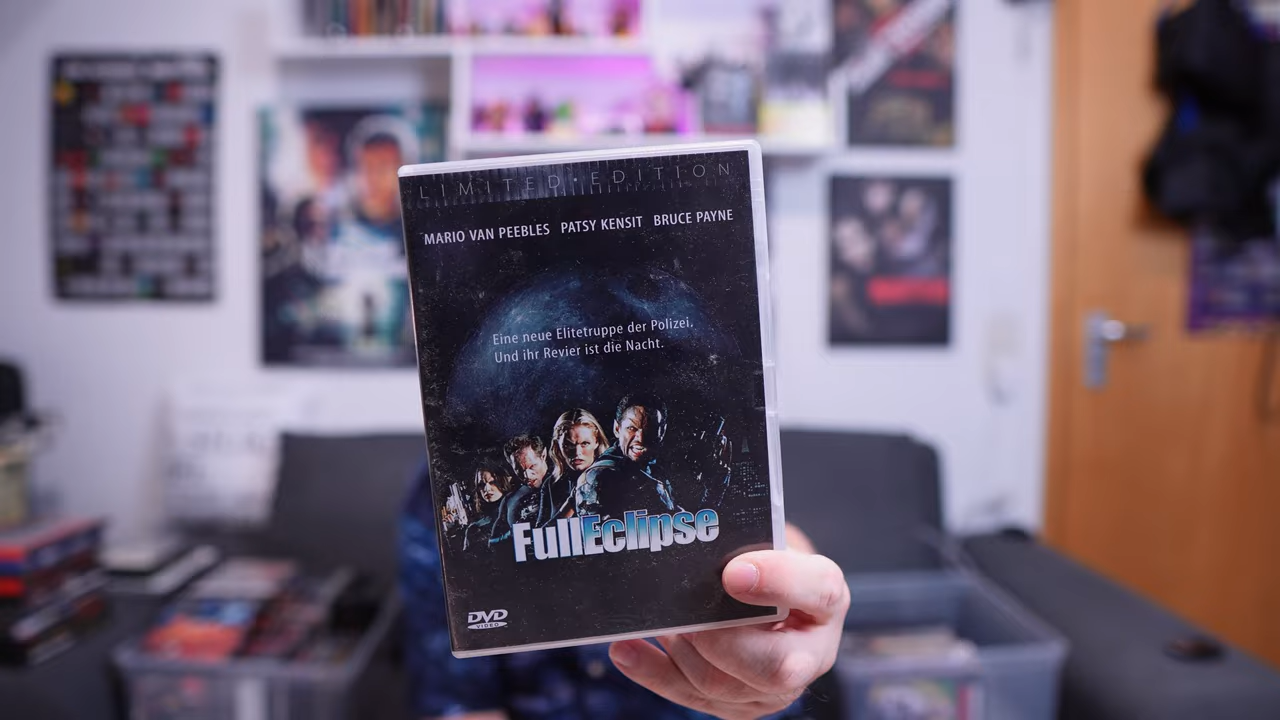 LIMITED·EDITION
MARIO VAN PEEBLES PATSY KENSIT BRUCE PAYNE
Eine neue Elitetruppe der Polizei.
Und ihr Revier ist die Nacht.
FullEclipse
DVD
VIDEO